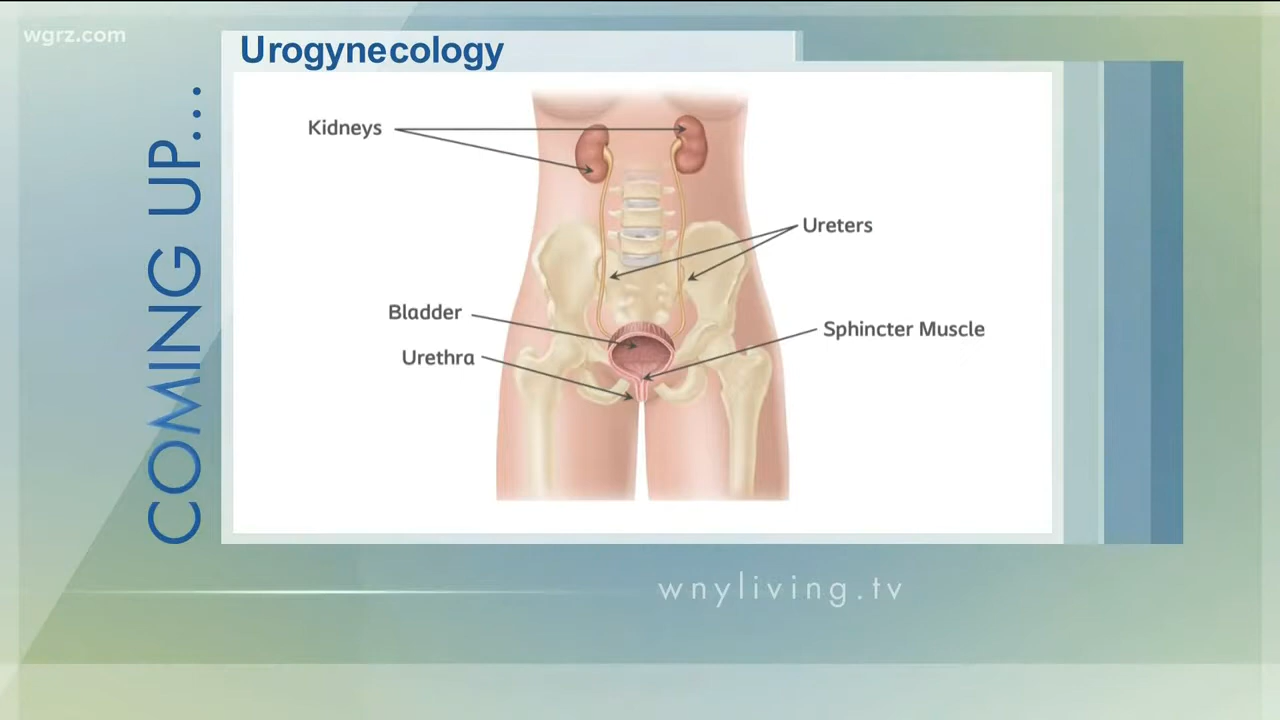 wgrz.com
Urogynecology
COMING UP...
Kidneys
Ureters
Bladder
Sphincter Muscle
Urethra
wnyliving.tv